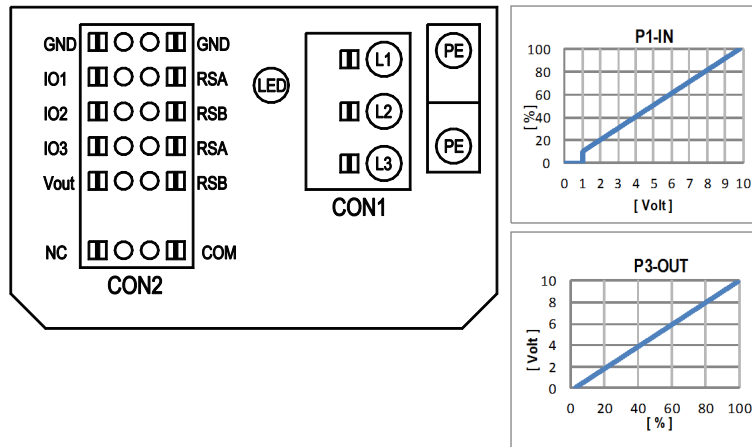 GND GND
IO1 RSA
IO2 RSB
IO3 RSA
Vout RSB
NC COM
CON2
LED
L1
L2
L3
CON1
PE
PE
P1-IN
[ % ]
100
80
60
40
20
0
0 1 2 3 4 5 6 7 8 9 10
[ Volt ]
P3-OUT
[ Volt ]
10
8
6
4
2
0
0 20 40 60 80 100
[ % ]